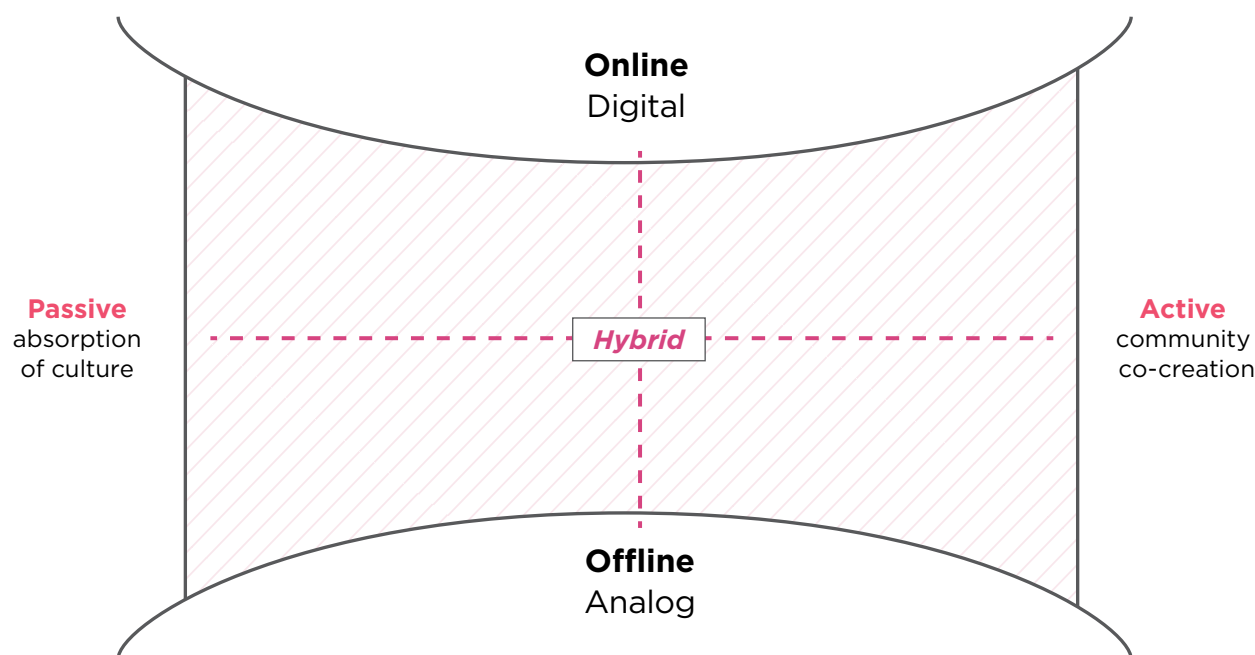 Online
Digital
Passive
absorption
of culture
Hybrid
Active
community
co-creation
Offline
Analog